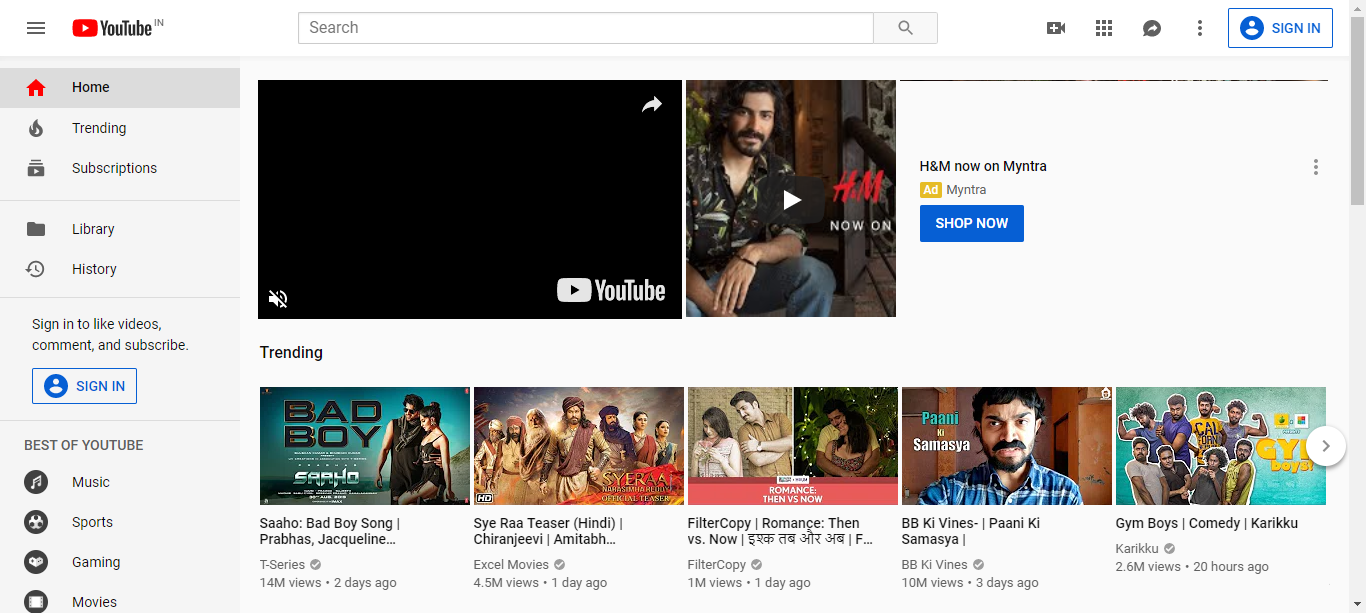 YouTube IN
Search
SIGN IN
Home
Trending
Subscriptions
Library
History
Sign in to like videos,
comment, and subscribe.
SIGN IN
BEST OF YOUTUBE
Music
Sports
Gaming
Movies
YouTube
H&M
NOW ON
H&M now on Myntra
Ad Myntra
SHOP NOW
Trending
BAD
BOY
PRABHAS
SAAHO
Saaho: Bad Boy Song |
Prabhas, Jacqueline...
T-Series
14M views • 2 days ago
SYERAA
NARASIMHA REDDY
OFFICIAL TEASER
HD
Sye Raa Teaser (Hindi) |
Chiranjeevi | Amitabh...
Excel Movies
4.5M views • 1 day ago
ROMANCE:
THEN VS NOW
FilterCopy | Romance: Then
vs. Now | इश्क तब और अब | F...
FilterCopy
1M views • 1 day ago
Paani
Ki
Samasya
BB Ki Vines- | Paani Ki
Samasya |
BB Ki Vines
10M views • 3 days ago
GYM
boys!
Gym Boys | Comedy | Karikku
Karikku
2.6M views • 20 hours ago